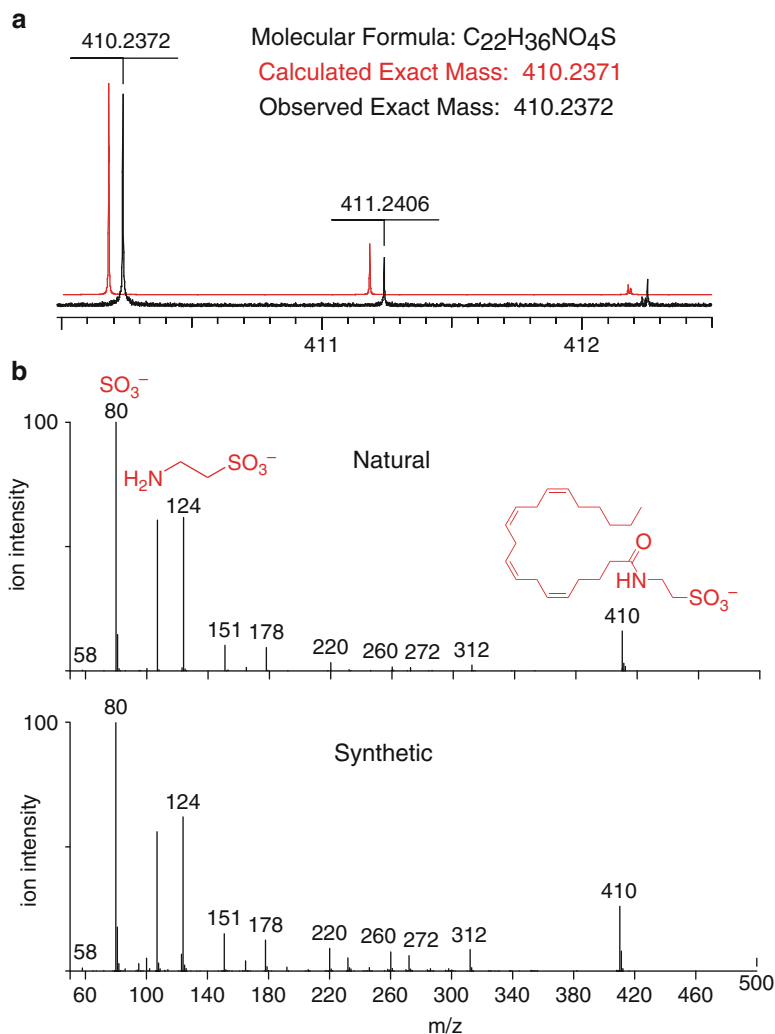 a
410.2372
Molecular Formula: C22H36NO4S
Calculated Exact Mass: 410.2371
Observed Exact Mass: 410.2372
411.2406
411
412
b
SO3−
80
100
H2N
SO3−
124
Natural
O
HN
SO3−
ion intensity
58
151
178
220
260
272
312
410
80
100
Synthetic
124
ion intensity
58
151
178
220
260
272
312
410
60
100
140
180
220
260
300
340
380
420
460
500
m/z